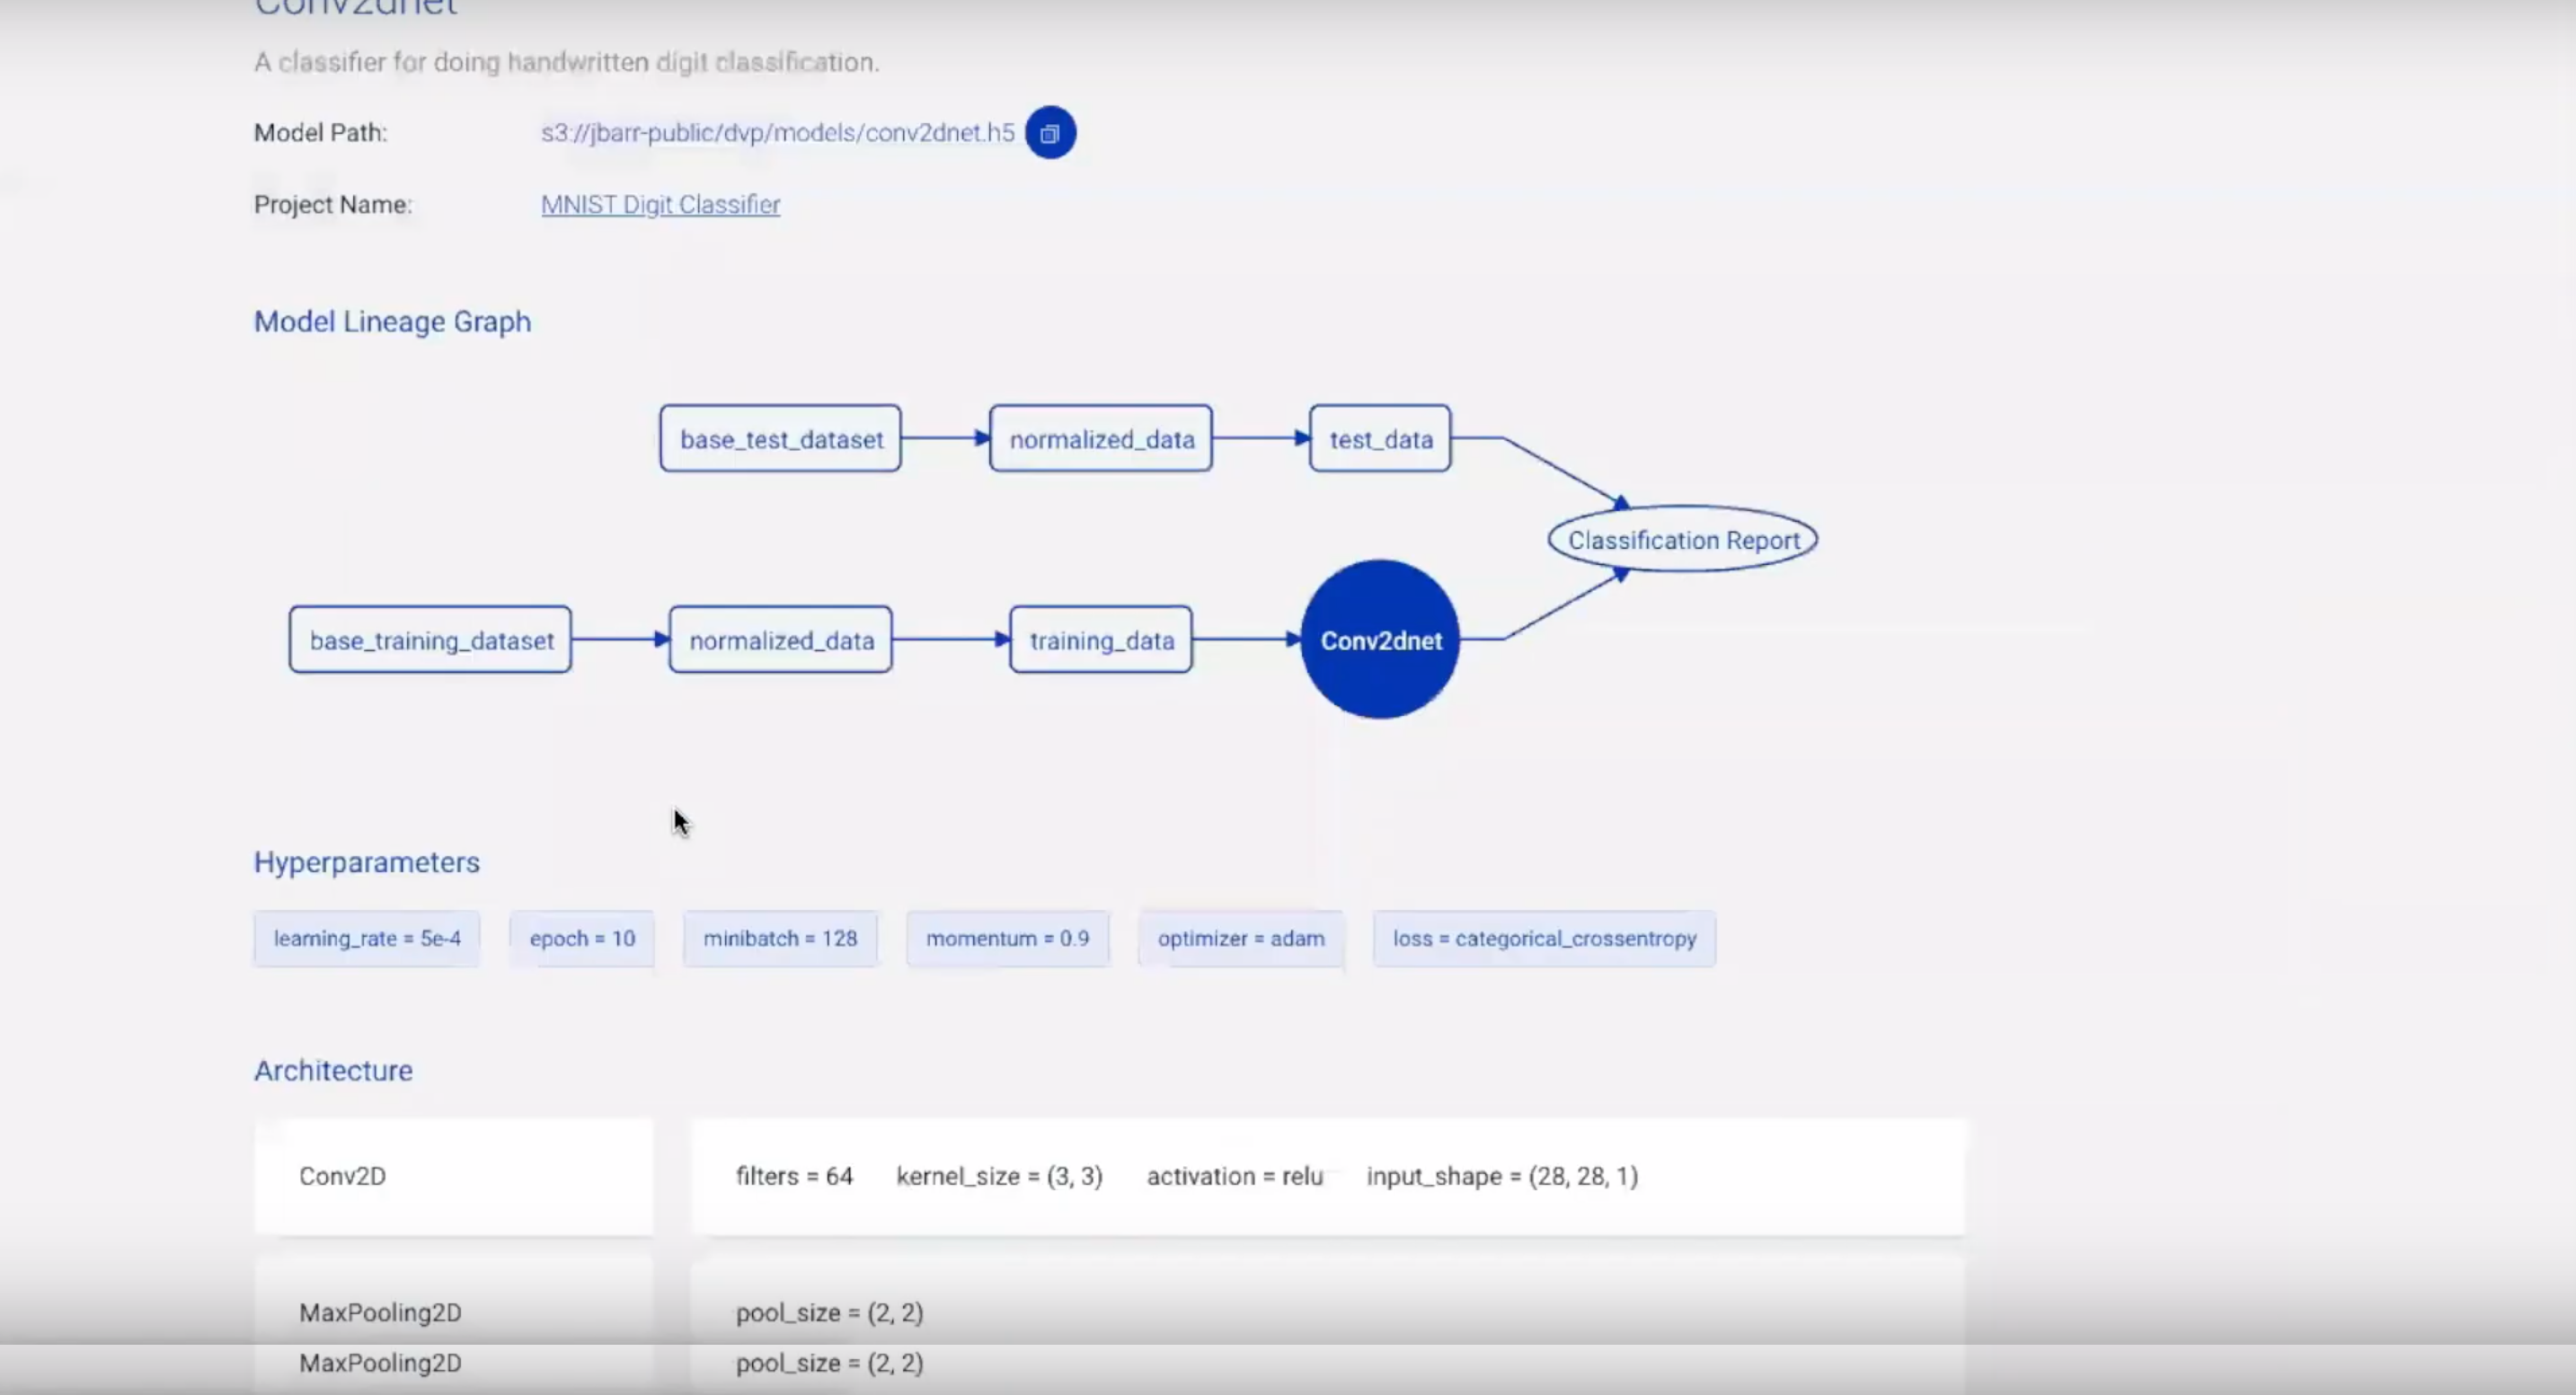 Conv2dnet
A classifier for doing handwritten digit classification.
Model Path: s3://jbarr-public/dvp/models/conv2dnet.h5
Project Name: MNIST Digit Classifier
Model Lineage Graph
base_test_dataset normalized_data test_data
Classification Report
base_training_dataset normalized_data training_data Conv2dnet
Hyperparameters
learning_rate = 5e-4 epoch = 10 minibatch = 128 momentum = 0.9 optimizer = adam loss = categorical_crossentropy
Architecture
Conv2D filters = 64 kernel_size = (3, 3) activation = relu input_shape = (28, 28, 1)
MaxPooling2D pool_size = (2, 2)
MaxPooling2D pool_size = (2, 2)